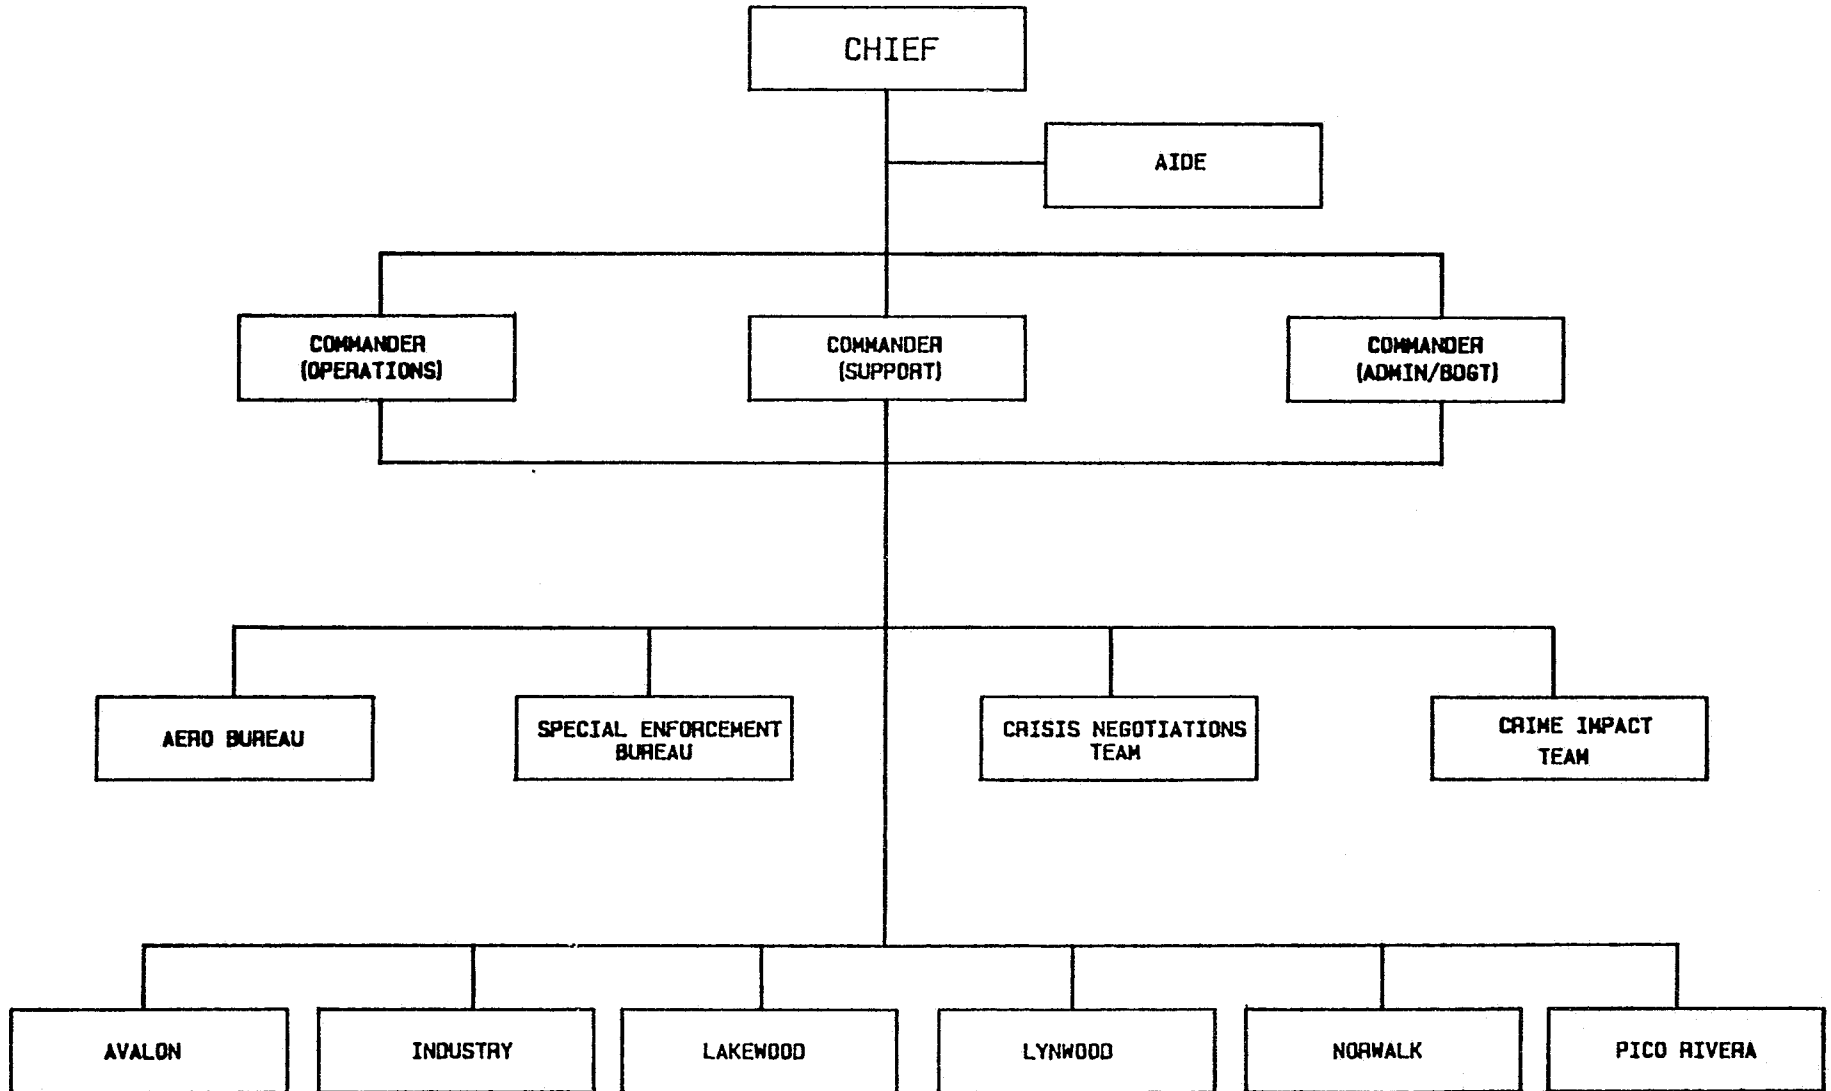 CHIEF
AIDE
COMMANDER
(OPERATIONS)
COMMANDER
(SUPPORT)
COMMANDER
(ADMIN/BDGT)
AERO BUREAU
SPECIAL ENFORCEMENT
BUREAU
CRISIS NEGOTIATIONS
TEAM
CRIME IMPACT
TEAM
AVALON
INDUSTRY
LAKEWOOD
LYNWOOD
NORWALK
PICO RIVERA